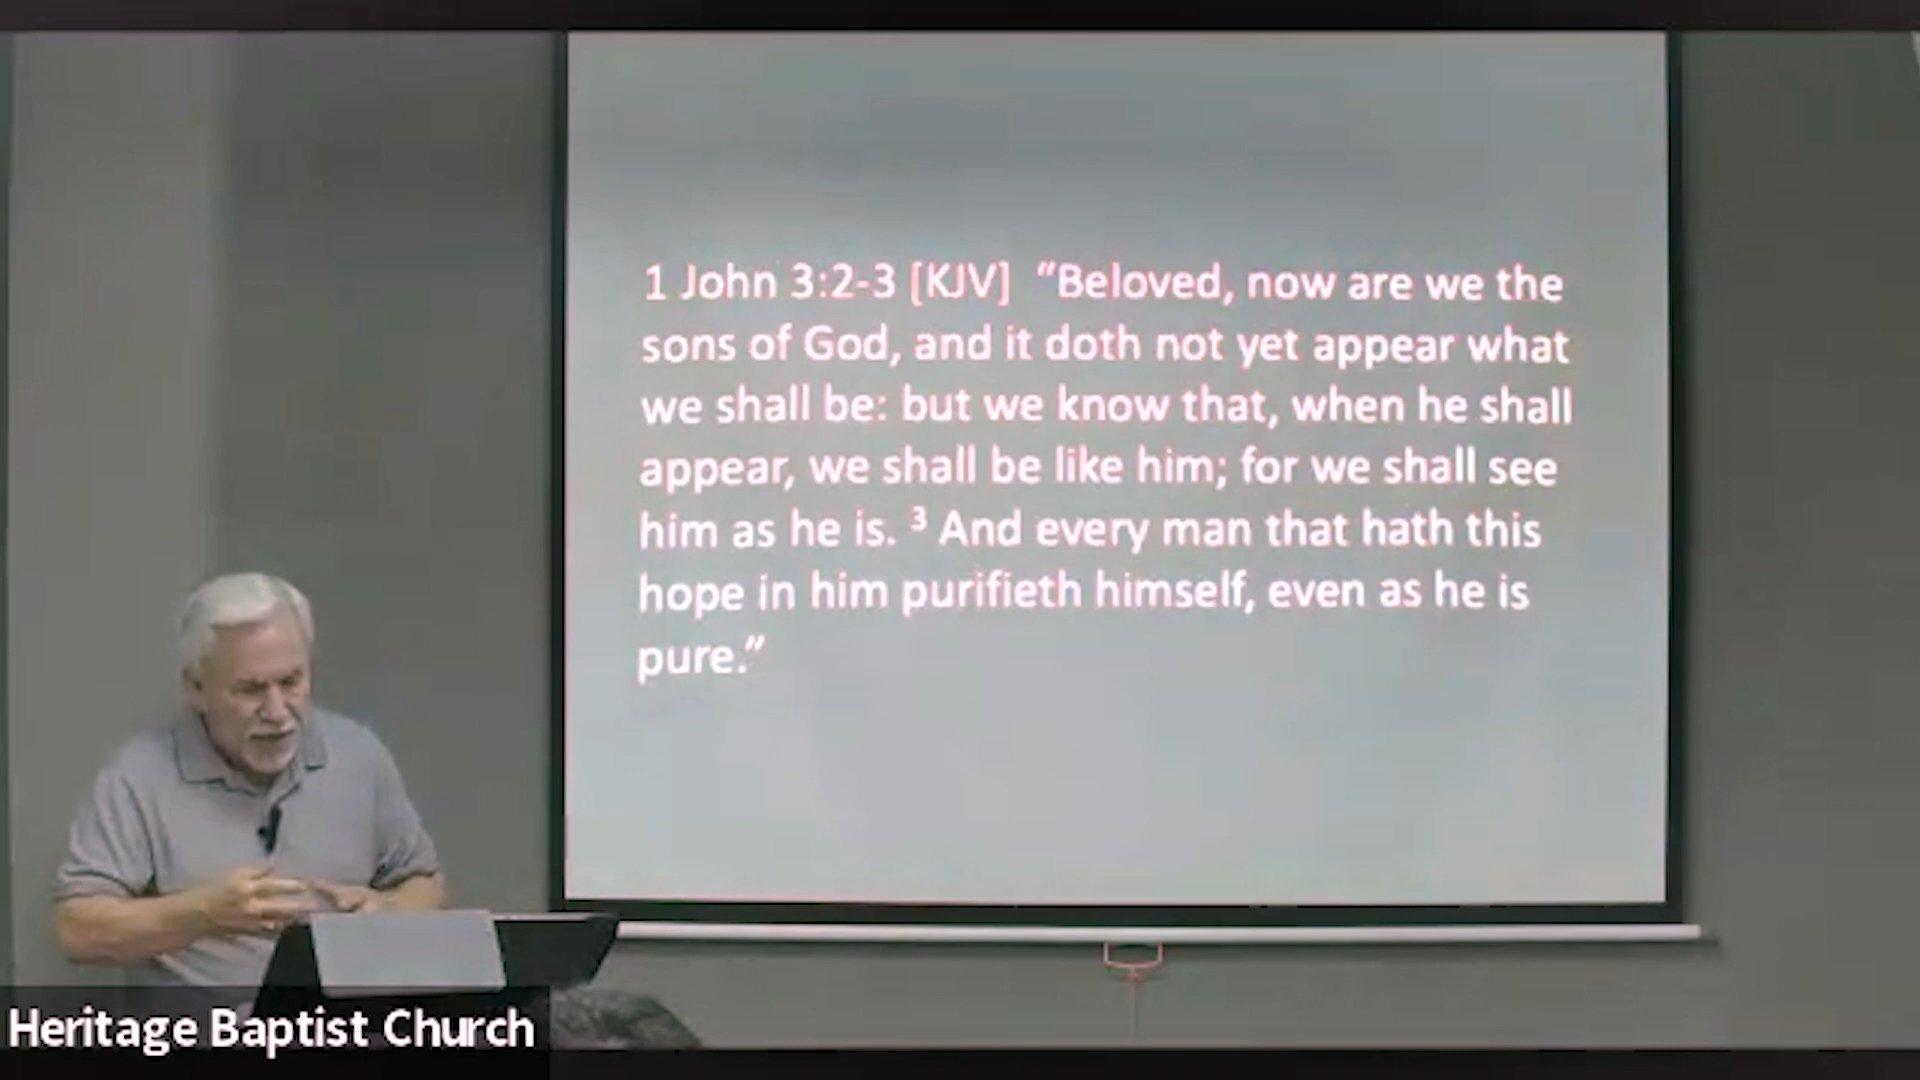 1 John 3:2-3 [KJV]  “Beloved, now are we the
sons of God, and it doth not yet appear what
we shall be: but we know that, when he shall
appear, we shall be like him; for we shall see
him as he is. ³ And every man that hath this
hope in him purifieth himself, even as he is
pure.”
Heritage Baptist Church